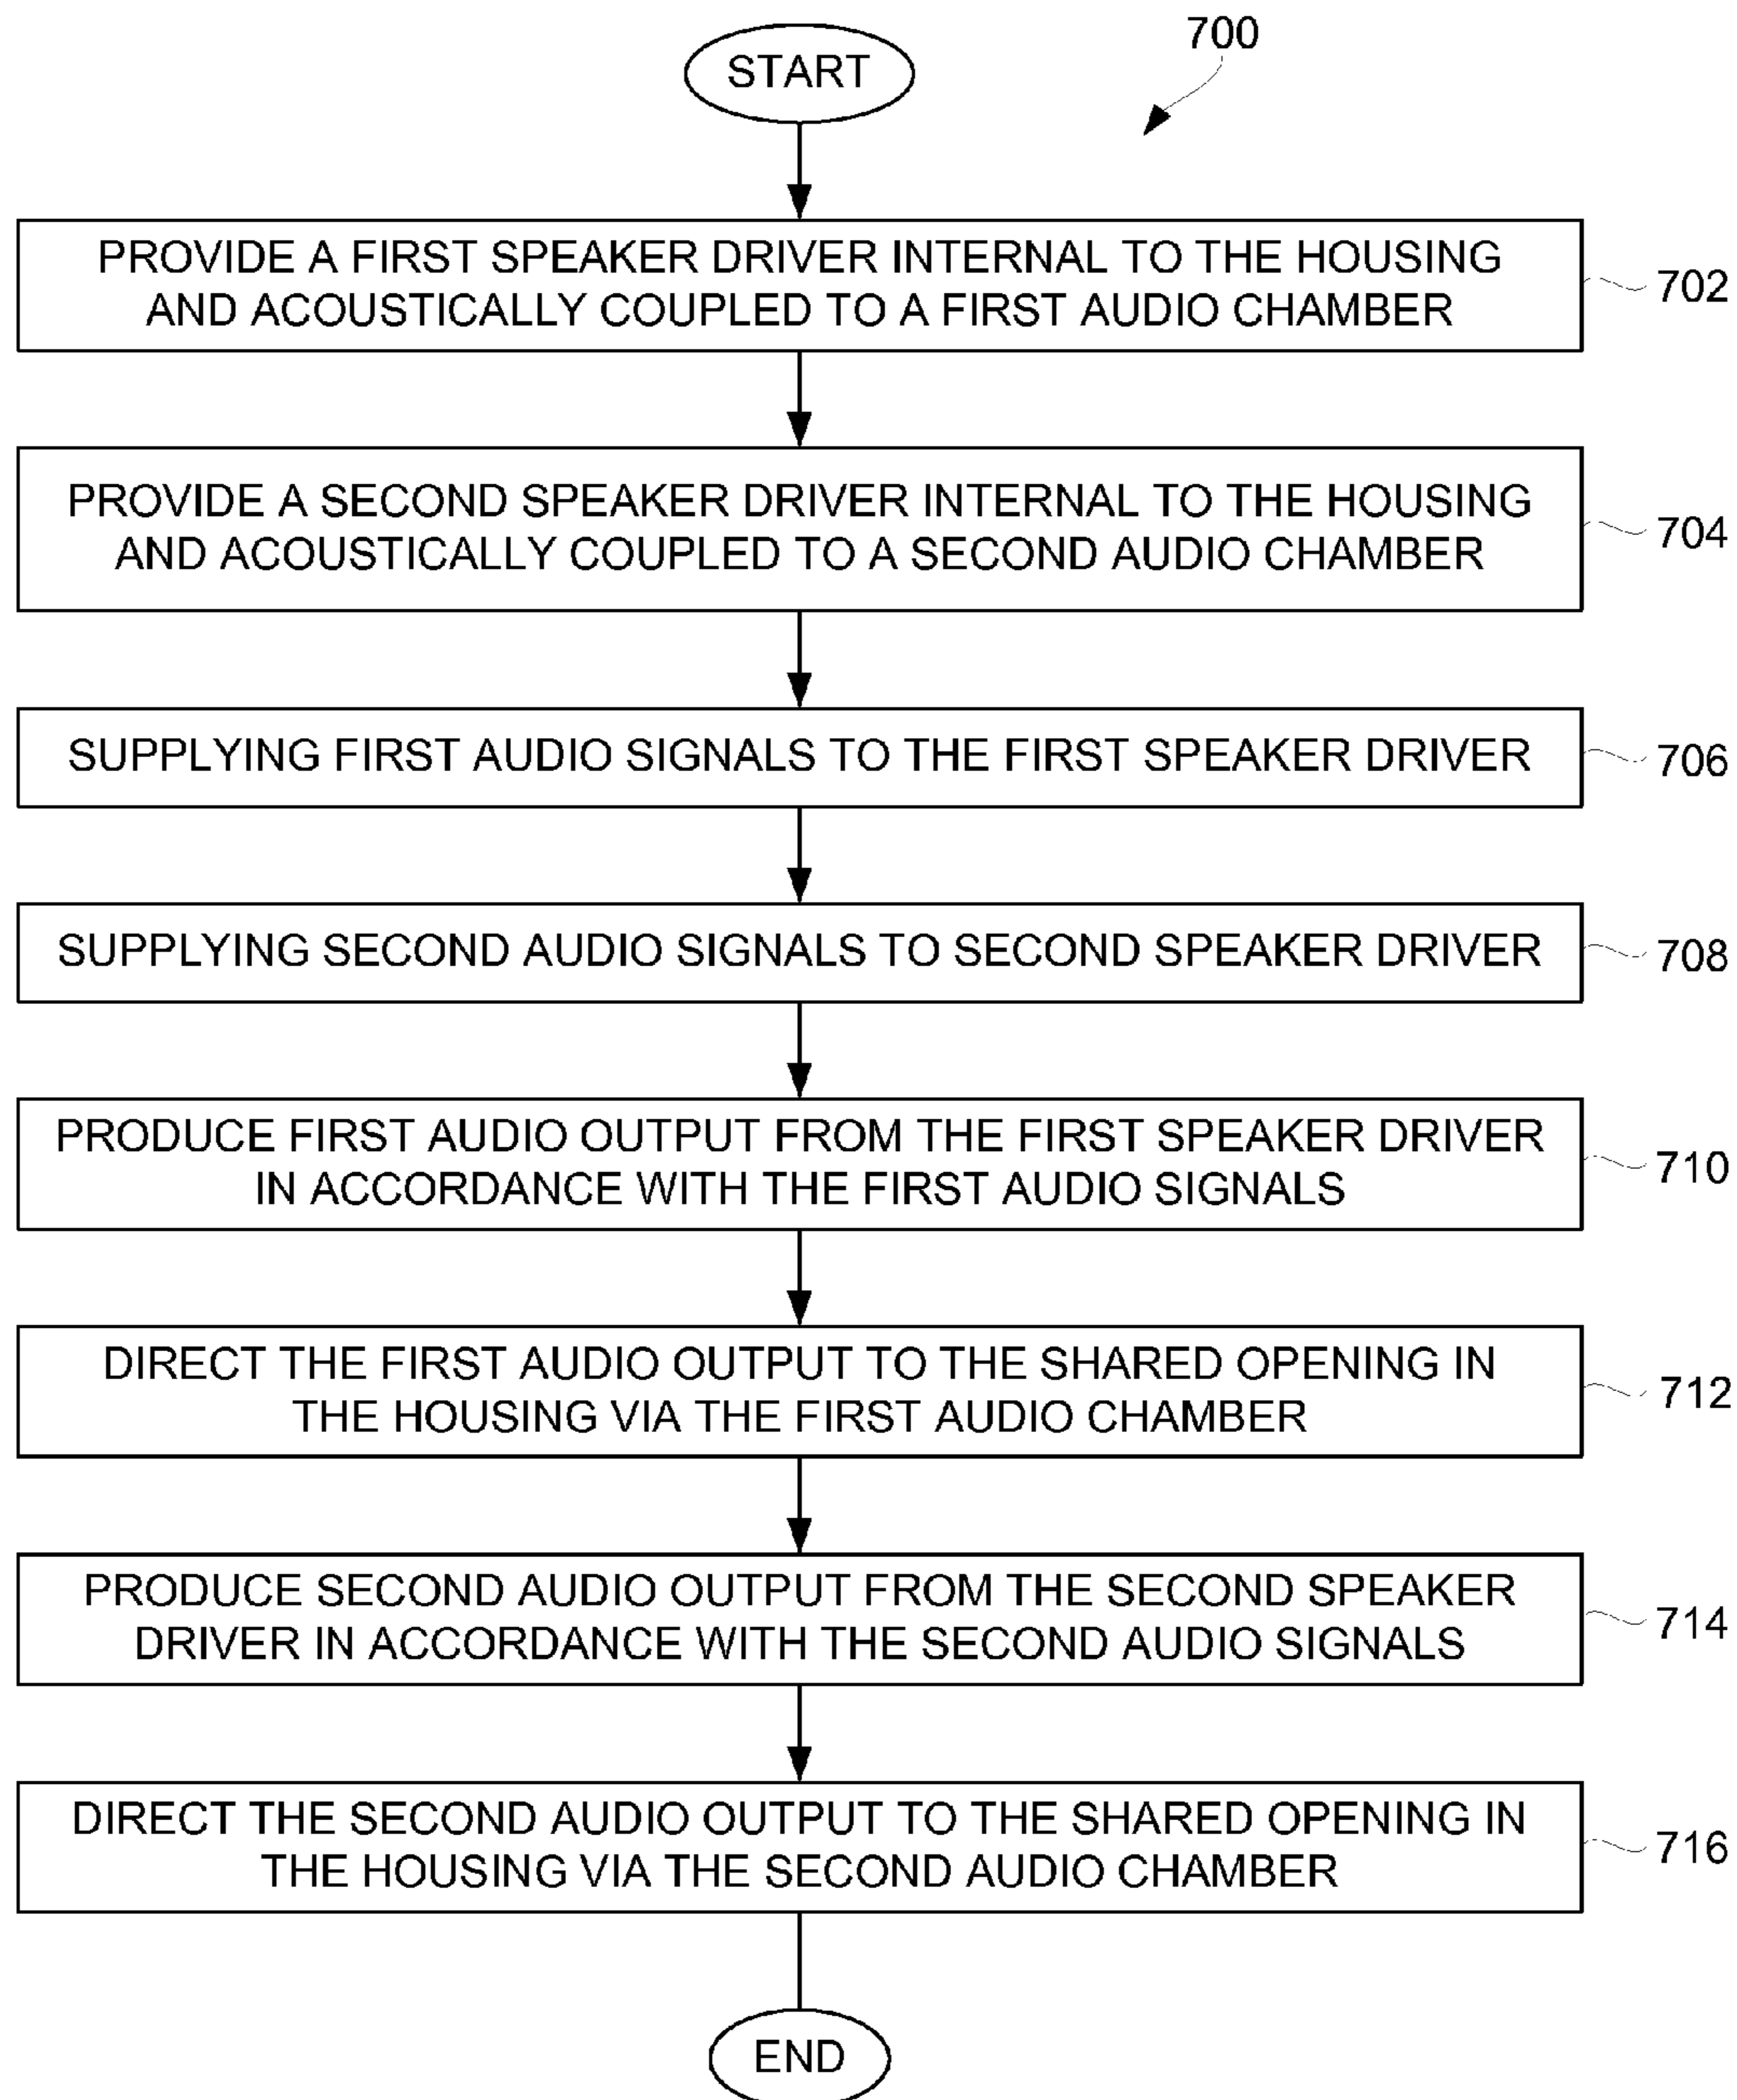 START
700
PROVIDE A FIRST SPEAKER DRIVER INTERNAL TO THE HOUSING
AND ACOUSTICALLY COUPLED TO A FIRST AUDIO CHAMBER
702
PROVIDE A SECOND SPEAKER DRIVER INTERNAL TO THE HOUSING
AND ACOUSTICALLY COUPLED TO A SECOND AUDIO CHAMBER
704
SUPPLYING FIRST AUDIO SIGNALS TO THE FIRST SPEAKER DRIVER
706
SUPPLYING SECOND AUDIO SIGNALS TO SECOND SPEAKER DRIVER
708
PRODUCE FIRST AUDIO OUTPUT FROM THE FIRST SPEAKER DRIVER
IN ACCORDANCE WITH THE FIRST AUDIO SIGNALS
710
DIRECT THE FIRST AUDIO OUTPUT TO THE SHARED OPENING IN
THE HOUSING VIA THE FIRST AUDIO CHAMBER
712
PRODUCE SECOND AUDIO OUTPUT FROM THE SECOND SPEAKER
DRIVER IN ACCORDANCE WITH THE SECOND AUDIO SIGNALS
714
DIRECT THE SECOND AUDIO OUTPUT TO THE SHARED OPENING IN
THE HOUSING VIA THE SECOND AUDIO CHAMBER
716
END